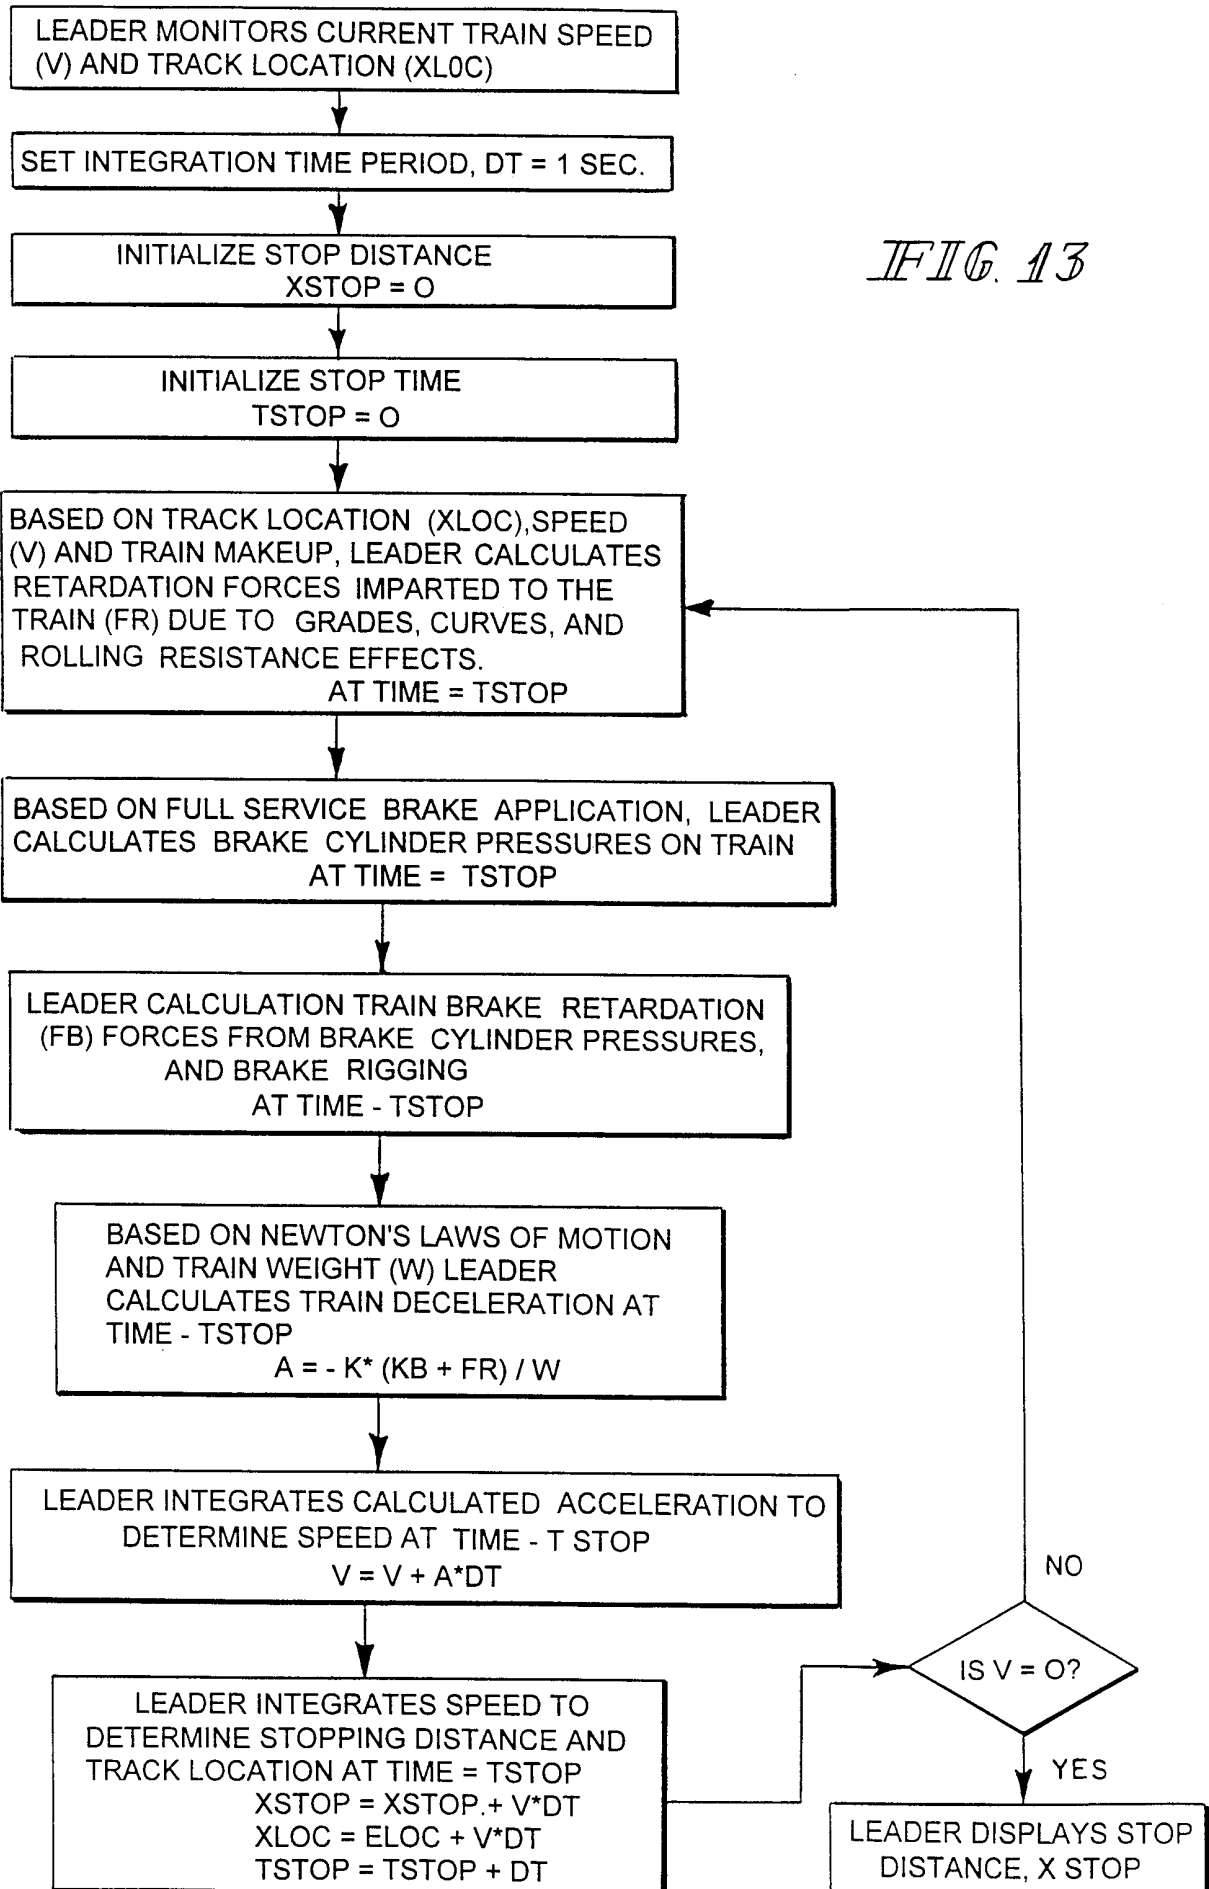 LEADER MONITORS CURRENT TRAIN SPEED
(V) AND TRACK LOCATION (XL0C)
SET INTEGRATION TIME PERIOD, DT = 1 SEC.
INITIALIZE STOP DISTANCE
XSTOP = O
FIG. 13
INITIALIZE STOP TIME
TSTOP = O
BASED ON TRACK LOCATION (XLOC),SPEED
(V) AND TRAIN MAKEUP, LEADER CALCULATES
RETARDATION FORCES IMPARTED TO THE
TRAIN (FR) DUE TO GRADES, CURVES, AND
ROLLING RESISTANCE EFFECTS.
AT TIME = TSTOP
BASED ON FULL SERVICE BRAKE APPLICATION, LEADER
CALCULATES BRAKE CYLINDER PRESSURES ON TRAIN
AT TIME = TSTOP
LEADER CALCULATION TRAIN BRAKE RETARDATION
(FB) FORCES FROM BRAKE CYLINDER PRESSURES,
AND BRAKE RIGGING
AT TIME - TSTOP
BASED ON NEWTON'S LAWS OF MOTION
AND TRAIN WEIGHT (W) LEADER
CALCULATES TRAIN DECELERATION AT
TIME - TSTOP
A = - K* (KB + FR) / W
LEADER INTEGRATES CALCULATED ACCELERATION TO
DETERMINE SPEED AT TIME - T STOP
V = V + A*DT
LEADER INTEGRATES SPEED TO
DETERMINE STOPPING DISTANCE AND
TRACK LOCATION AT TIME = TSTOP
XSTOP = XSTOP.+ V*DT
XLOC = ELOC + V*DT
TSTOP = TSTOP + DT
NO
IS V = O?
YES
LEADER DISPLAYS STOP
DISTANCE, X STOP